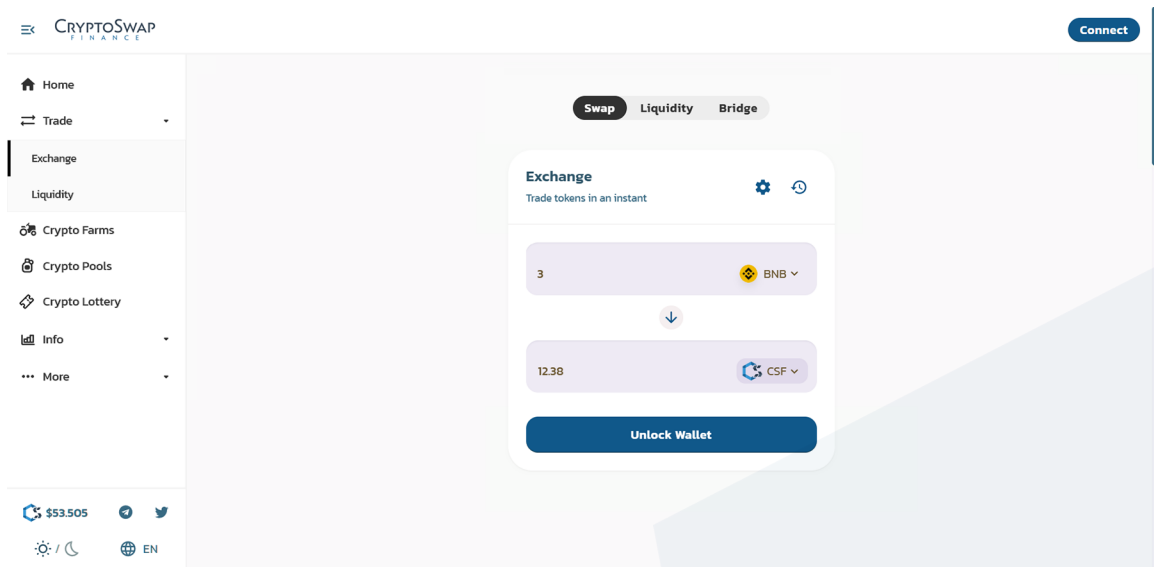 CRYPTOSWAP
FINANCE
Connect
Home
Trade
Exchange
Liquidity
Crypto Farms
Crypto Pools
Crypto Lottery
Info
More
$53.505
/
EN
Swap Liquidity Bridge
Exchange
Trade tokens in an instant
3 BNB
12.38 CSF
Unlock Wallet